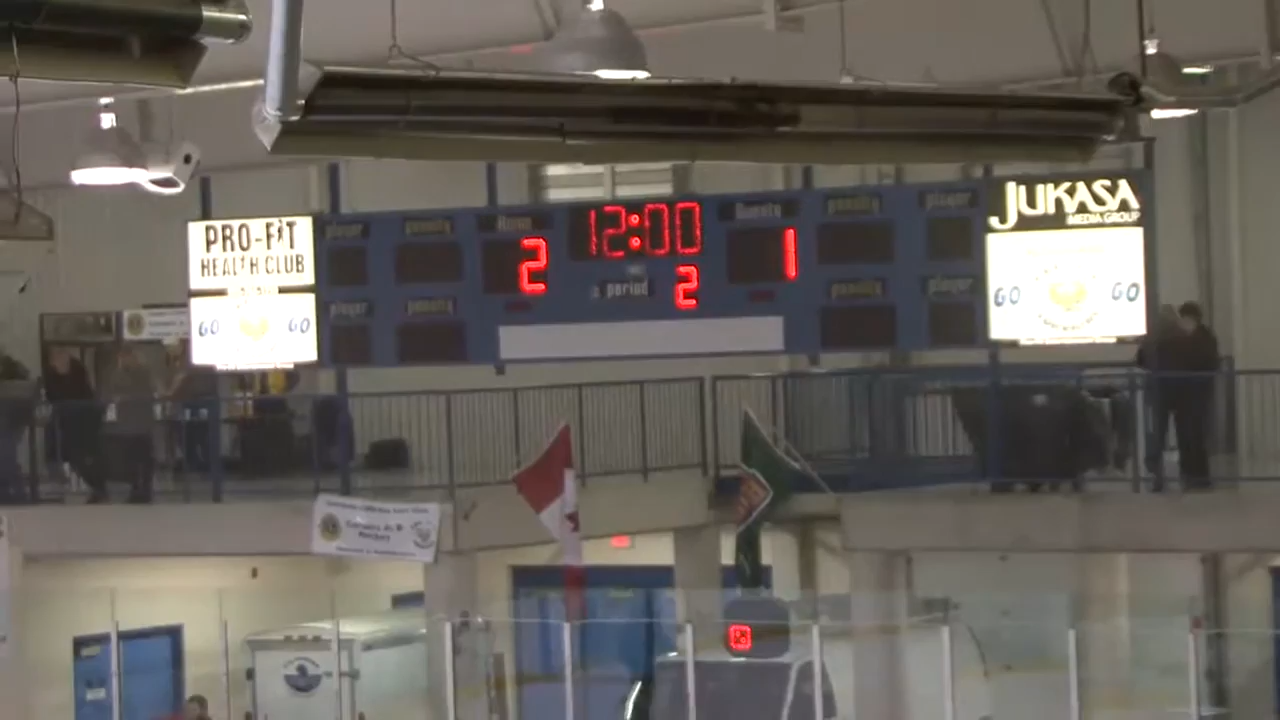 JUKASA
MEDIA GROUP
PRO-FIT
HEALTH CLUB
player
penalty
Home
12:00
Guests
penalty
player
2
1
period
2
player
penalty
penalty
player
GO
GO
GO
GO